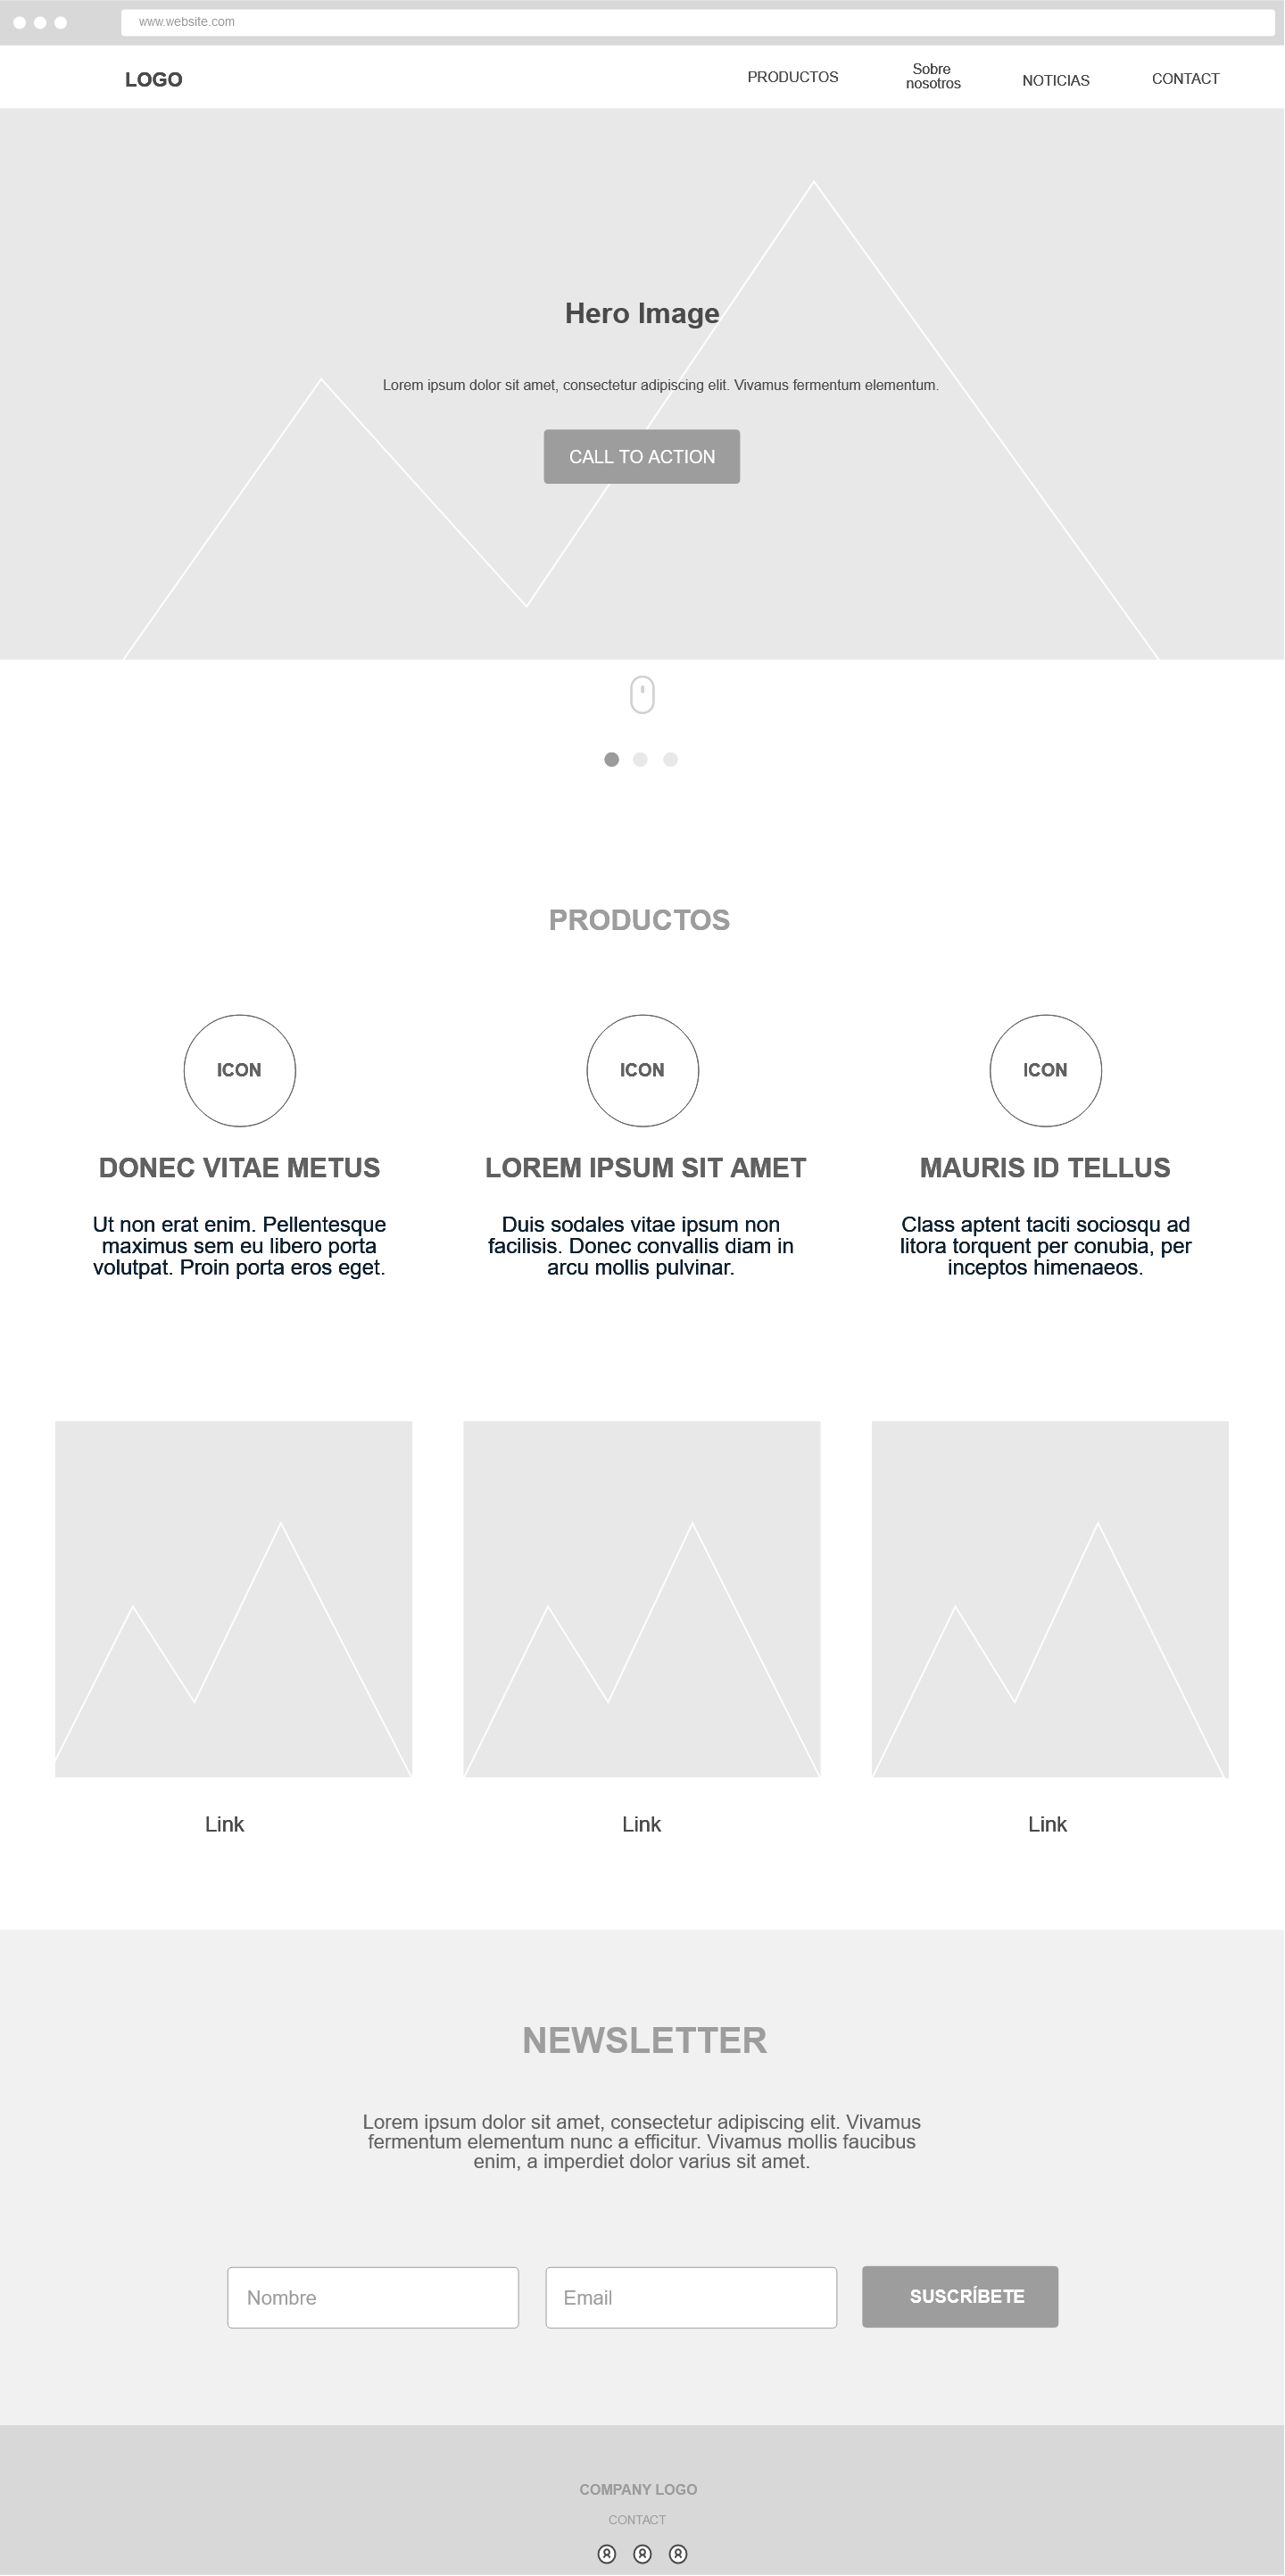 www.website.com
LOGO
PRODUCTOS
Sobre
nosotros
NOTICIAS
CONTACT
Hero Image
Lorem ipsum dolor sit amet, consectetur adipiscing elit. Vivamus fermentum elementum.
CALL TO ACTION
PRODUCTOS
ICON
DONEC VITAE METUS
Ut non erat enim. Pellentesque
maximus sem eu libero porta
volutpat. Proin porta eros eget.
ICON
LOREM IPSUM SIT AMET
Duis sodales vitae ipsum non
facilisis. Donec convallis diam in
arcu mollis pulvinar.
ICON
MAURIS ID TELLUS
Class aptent taciti sociosqu ad
litora torquent per conubia, per
inceptos himenaeos.
Link
Link
Link
NEWSLETTER
Lorem ipsum dolor sit amet, consectetur adipiscing elit. Vivamus
fermentum elementum nunc a efficitur. Vivamus mollis faucibus
enim, a imperdiet dolor varius sit amet.
Nombre
Email
SUSCRÍBETE
COMPANY LOGO
CONTACT